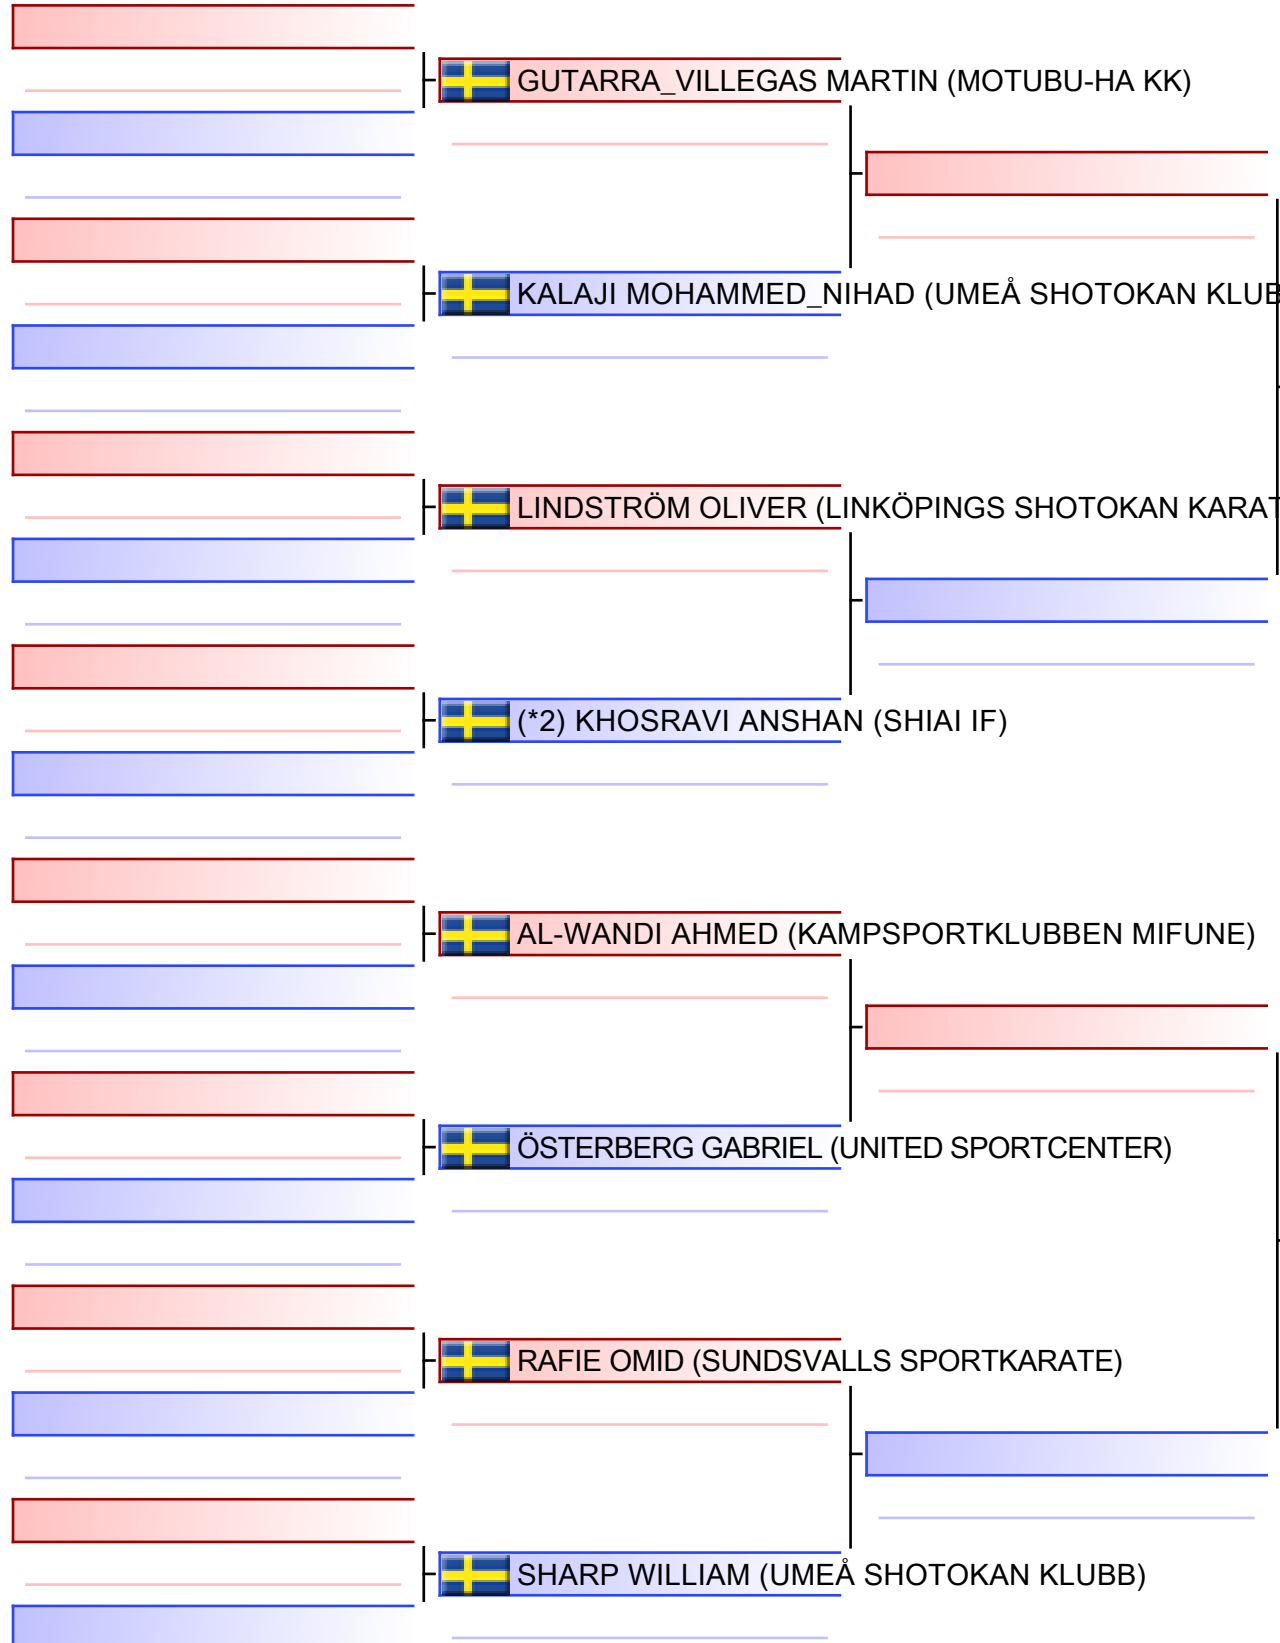 GUTARRA_VILLEGAS MARTIN (MOTUBU-HA KK)
KALAJI MOHAMMED_NIHAD (UMEÅ SHOTOKAN KLUB
LINDSTRÖM OLIVER (LINKÖPINGS SHOTOKAN KARAT
(*2) KHOSRAVI ANSHAN (SHIAI IF)
AL-WANDI AHMED (KAMPSPORTKLUBBEN MIFUNE)
ÖSTERBERG GABRIEL (UNITED SPORTCENTER)
RAFIE OMID (SUNDSVALLS SPORTKARATE)
SHARP WILLIAM (UMEÅ SHOTOKAN KLUBB)